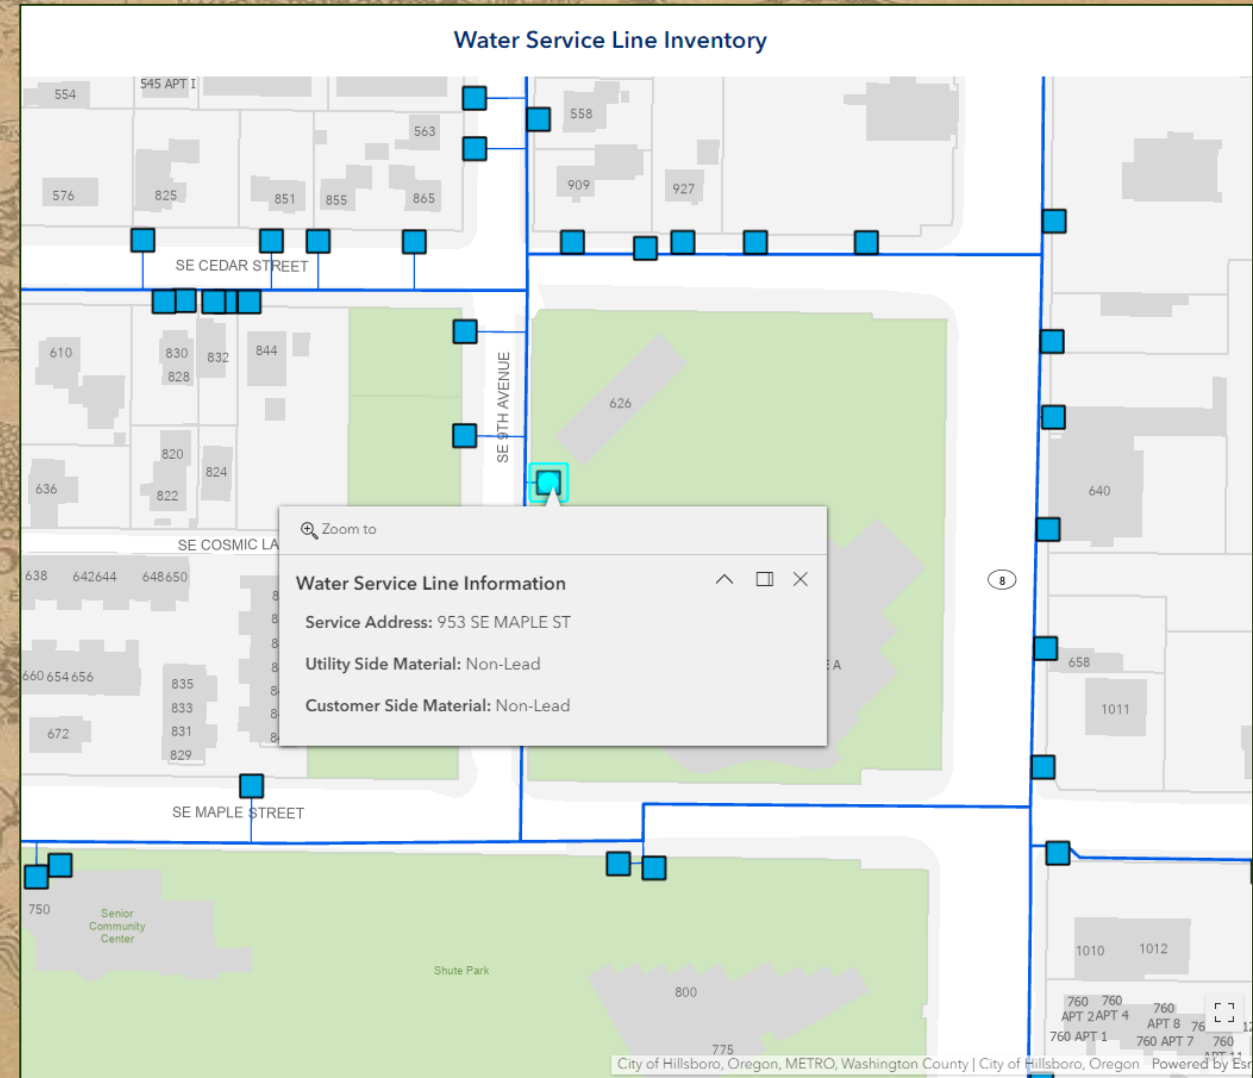 Water Service Line Inventory
554
545 APT I
558
563
576
825
851
855
865
909
927
SE CEDAR STREET
610
830
828
832
844
SE 9TH AVENUE
626
820
822
824
636
640
SE COSMIC LA
638
642644
648650
8
Zoom to
Water Service Line Information
Service Address: 953 SE MAPLE ST
Utility Side Material: Non-Lead
Customer Side Material: Non-Lead
E A
660 654 656
835
833
831
829
672
658
1011
SE MAPLE STREET
750
Senior
Community
Center
Shute Park
800
775
1010
1012
760
APT 2
760
APT 4
760
APT 8
760 APT 1
760 APT 7
760
City of Hillsboro, Oregon, METRO, Washington County | City of Hillsboro, Oregon
Powered by Esr